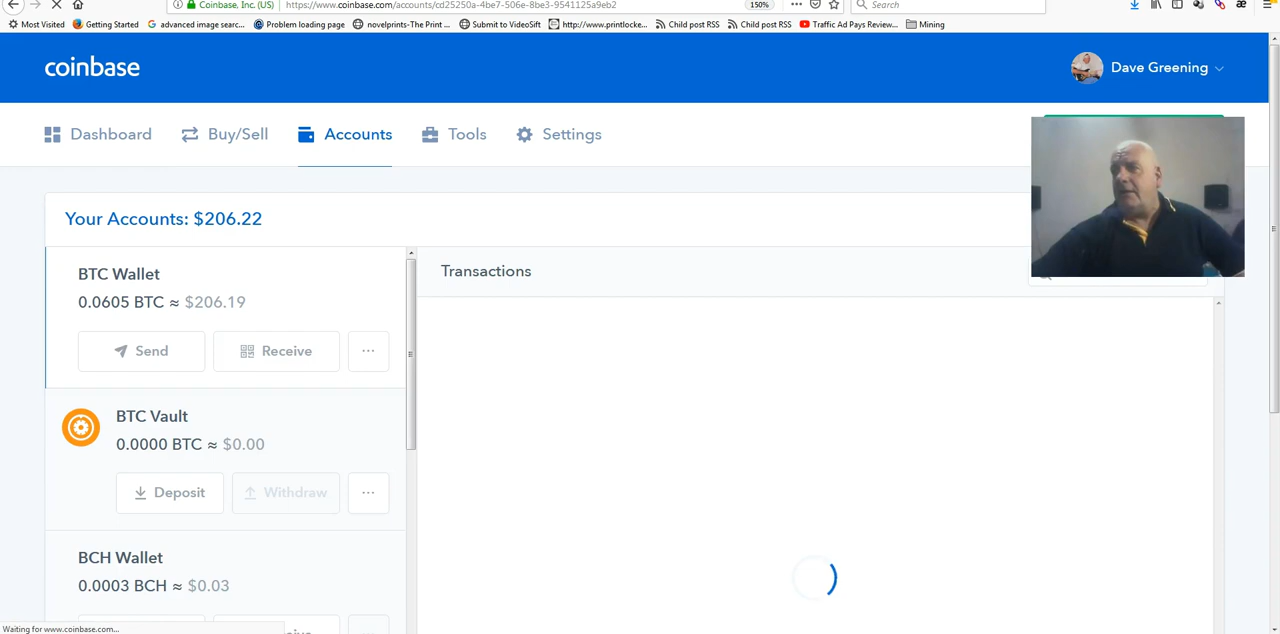 Coinbase, Inc. (US)
https://www.coinbase.com/accounts/cd25250a-4be7-506e-8be3-9541125a9eb2
150%
Search
Most Visited
Getting Started
advanced image searc...
Problem loading page
novelprints-The Print ...
Submit to VideoSift
http://www.printlocke...
Child post RSS
Child post RSS
Traffic Ad Pays Review...
Mining
coinbase
Dave Greening
Dashboard
Buy/Sell
Accounts
Tools
Settings
Your Accounts: $206.22
BTC Wallet
0.0605 BTC ≈ $206.19
Send
Receive
...
Transactions
BTC Vault
0.0000 BTC ≈ $0.00
Deposit
Withdraw
...
BCH Wallet
0.0003 BCH ≈ $0.03
Waiting for www.coinbase.com...